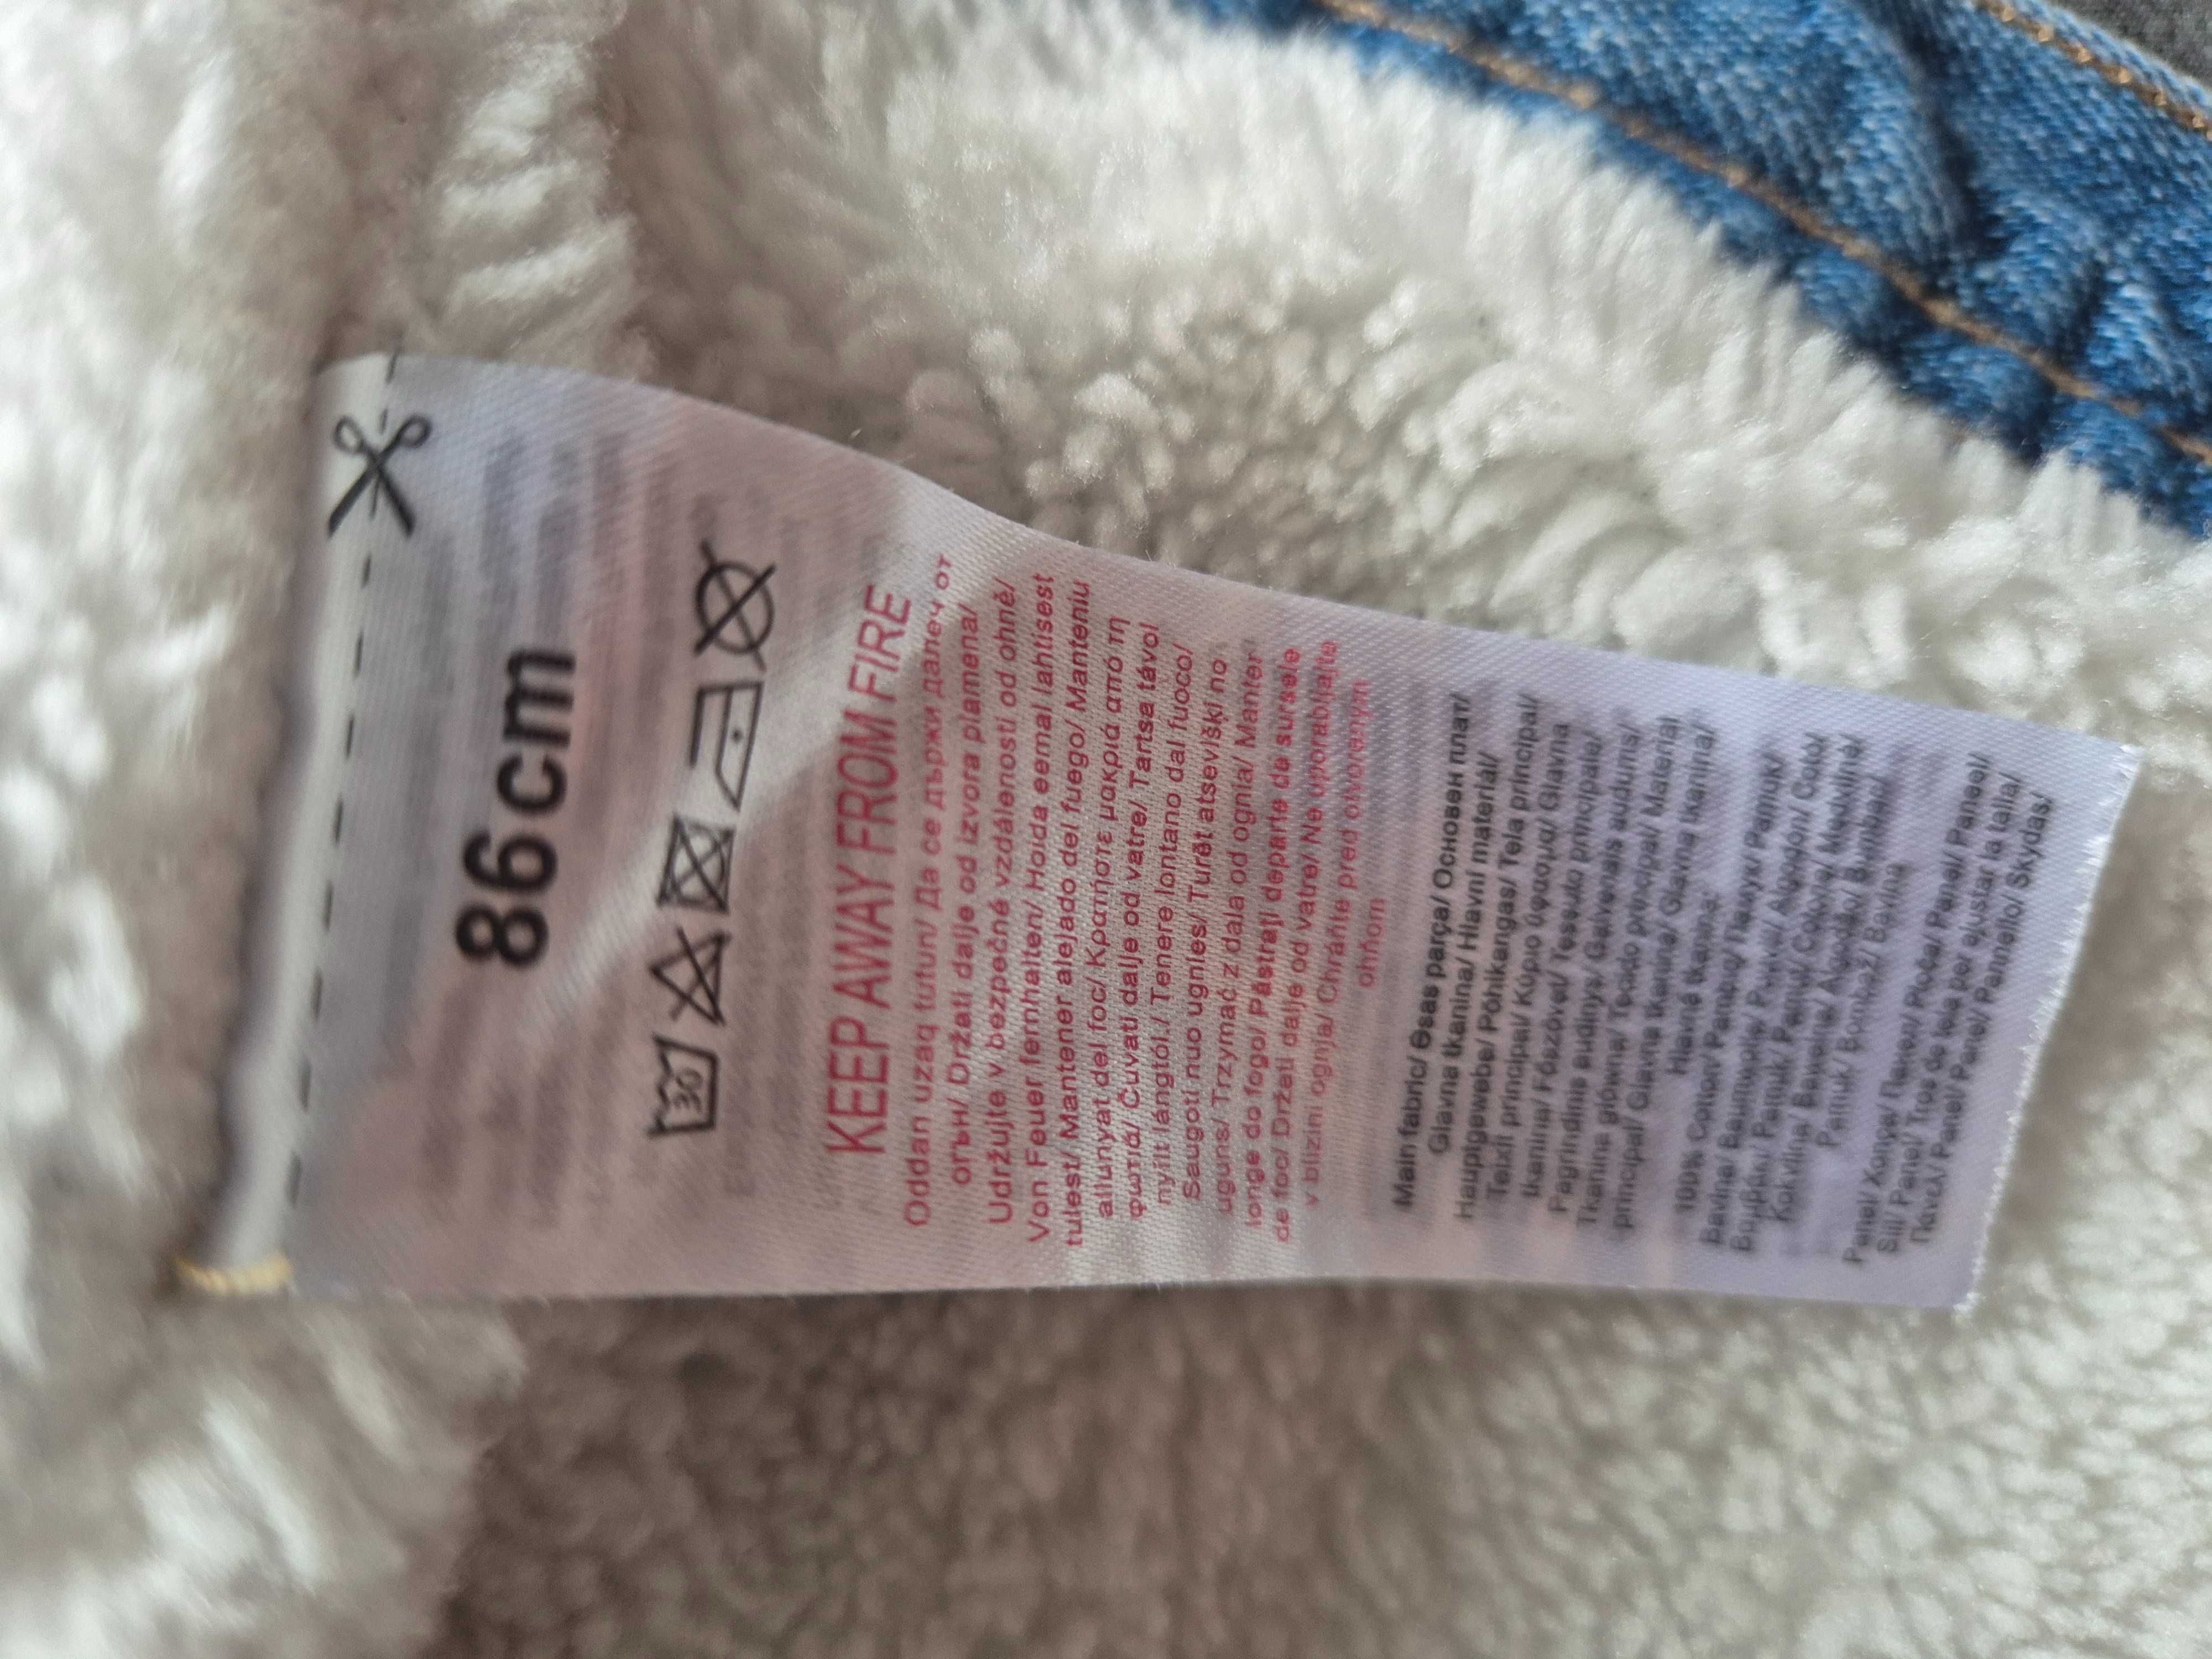 86cm
30
KEEP AWAY FROM FIRE
Oddan uzaq tutun/ Да се държи далеч от
огън/ Držati dalje od izvora plamena/
Udržujte v bezpečné vzdálenosti od ohně/
Von Feuer fernhalten/ Hoida eemal lahtisest
tulest/ Mantener alejado del fuego/ Manteniu
allunyat del foc/ Κρατήστε μακριά από τη
φωτιά/ Čuvati dalje od vatre/ Tartsa távol
nyílt lángtól./ Tenere lontano dal fuoco/
Saugoti nuo ugnies/ Turēt atsevišķi no
uguns/ Trzymać z dala od ognia/ Manter
longe do fogo/ Păstrați departe de sursele
de foc/ Držati dalje od vatre/ Ne uporabljajte
v bližini ognja/ Chráňte pred otvoreným
ohňom
Main fabric/ Əsas parça/ Основен плат/
Glavna tkanina/ Hlavní materiál/
Hauptgewebe/ Põhikangas/ Tela principal/
Teixit principal/ Κύριο ύφασμα/ Glavna
tkanina/ Főszövet/ Tessuto principale/
Pagrindinis audinys/ Galvenais audums/
Tkanina główna/ Tecido principal/ Material
principal/ Glavna tkanina/ Glavna tkanina/
Hlavná tkanina:
100% Cotton/ Pambıq/ Памук/ Pamuk/
Bavlna/ Baumwolle/ Puuvill/ Algodón/ Cotó/
Βαμβάκι/ Pamuk/ Pamut/ Cotone/ Medvilnė/
Kokvilna/ Bawełna/ Algodão/ Bumbac/
Pamuk/ Bombaž/ Bavlna
Panel/ Xonça/ Панел/ Ploča/ Panel/ Paneel/
Siil/ Panel/ Tros de tela per ajustar la talla/
Πανελ/ Panel/ Panel/ Pannello/ Skydas/